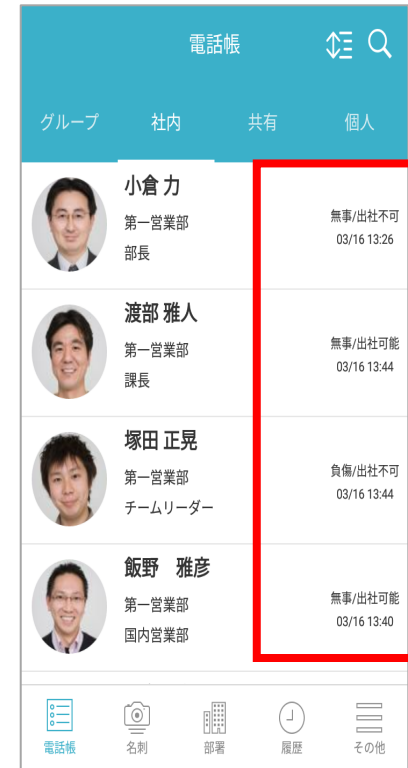 電話帳
グループ 社内 共有 個人
小倉 力
第一営業部
部長
無事/出社不可
03/16 13:26
渡部 雅人
第一営業部
課長
無事/出社可能
03/16 13:44
塚田 正晃
第一営業部
チームリーダー
負傷/出社不可
03/16 13:44
飯野　雅彦
第一営業部
国内営業部
無事/出社可能
03/16 13:40
電話帳 名刺 部署 履歴 その他